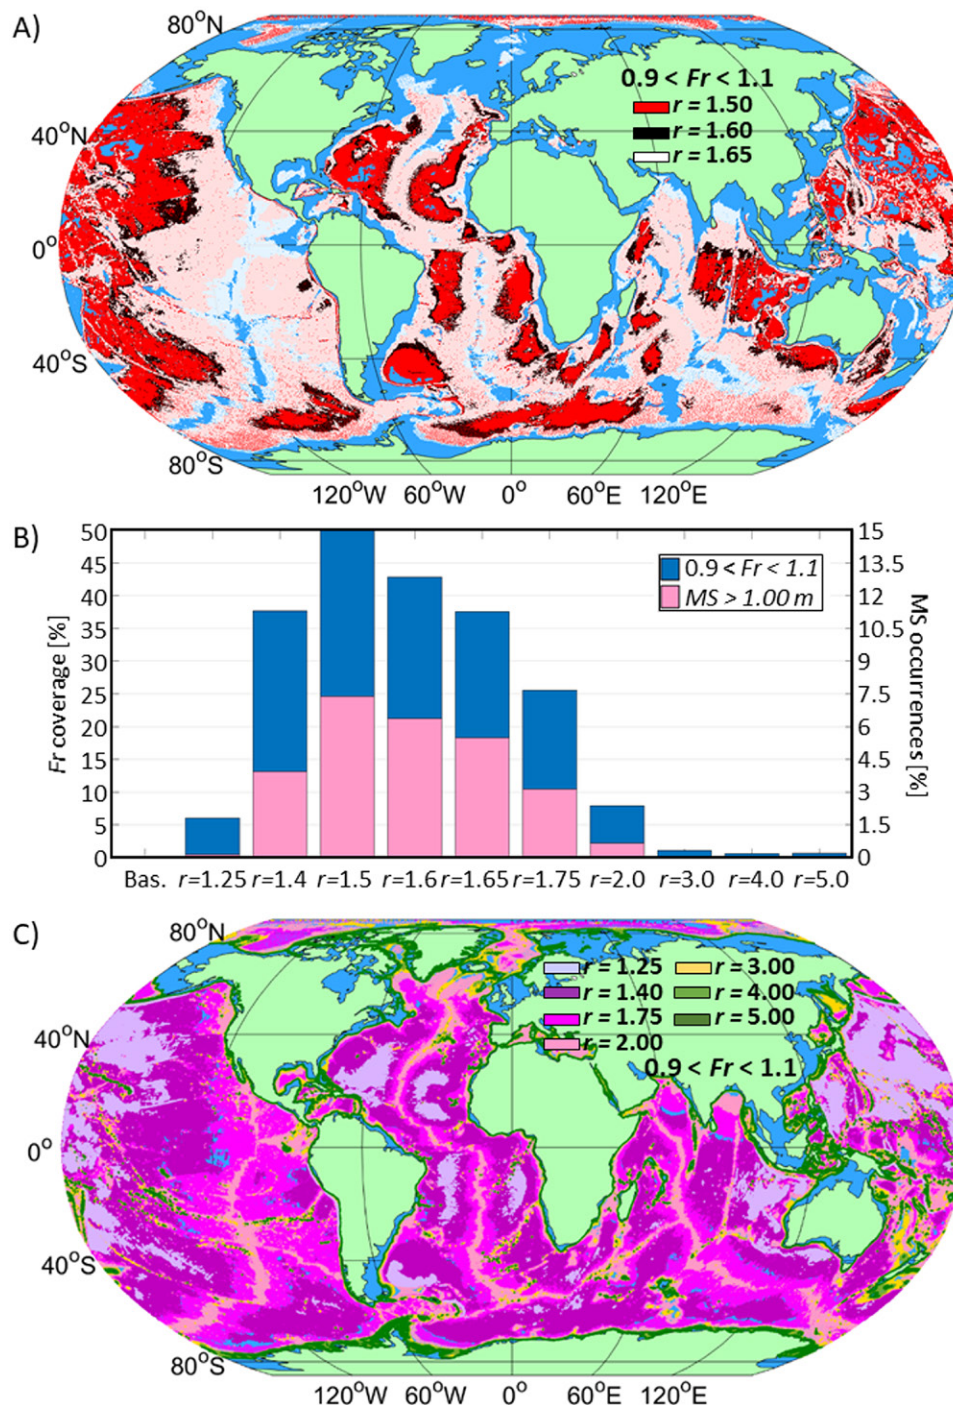 A)
80°N
40°N
0°
40°S
80°S
120°W 60°W 0° 60°E 120°E
0.9 < Fr < 1.1
r = 1.50
r = 1.60
r = 1.65
B)
Fr coverage [%]
50
45
40
35
30
25
20
15
10
5
0
0.9 < Fr < 1.1
MS > 1.00 m
15
13.5
12
10.5
9
7.5
6
4.5
3
1.5
0
MS occurrences [%]
Bas. r=1.25 r=1.4 r=1.5 r=1.6 r=1.65 r=1.75 r=2.0 r=3.0 r=4.0 r=5.0
C)
80°N
40°N
0°
40°S
80°S
120°W 60°W 0° 60°E 120°E
r = 1.25 r = 3.00
r = 1.40 r = 4.00
r = 1.75 r = 5.00
r = 2.00
0.9 < Fr < 1.1